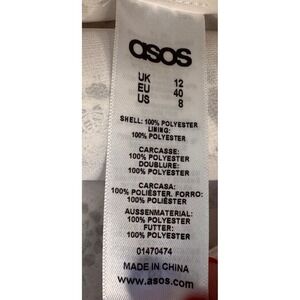 asos
UK 12
EU 40
US 8
SHELL: 100% POLYESTER
LINING:
100% POLYESTER
CARCASSE:
100% POLYESTER
DOUBLURE:
100% POLYESTER
CARCASA:
100% POLIÉSTER. FORRO:
100% POLIÉSTER
AUSSENMATERIAL:
100% POLYESTER
FUTTER:
100% POLYESTER
01470474
MADE IN CHINA
www.asos.com